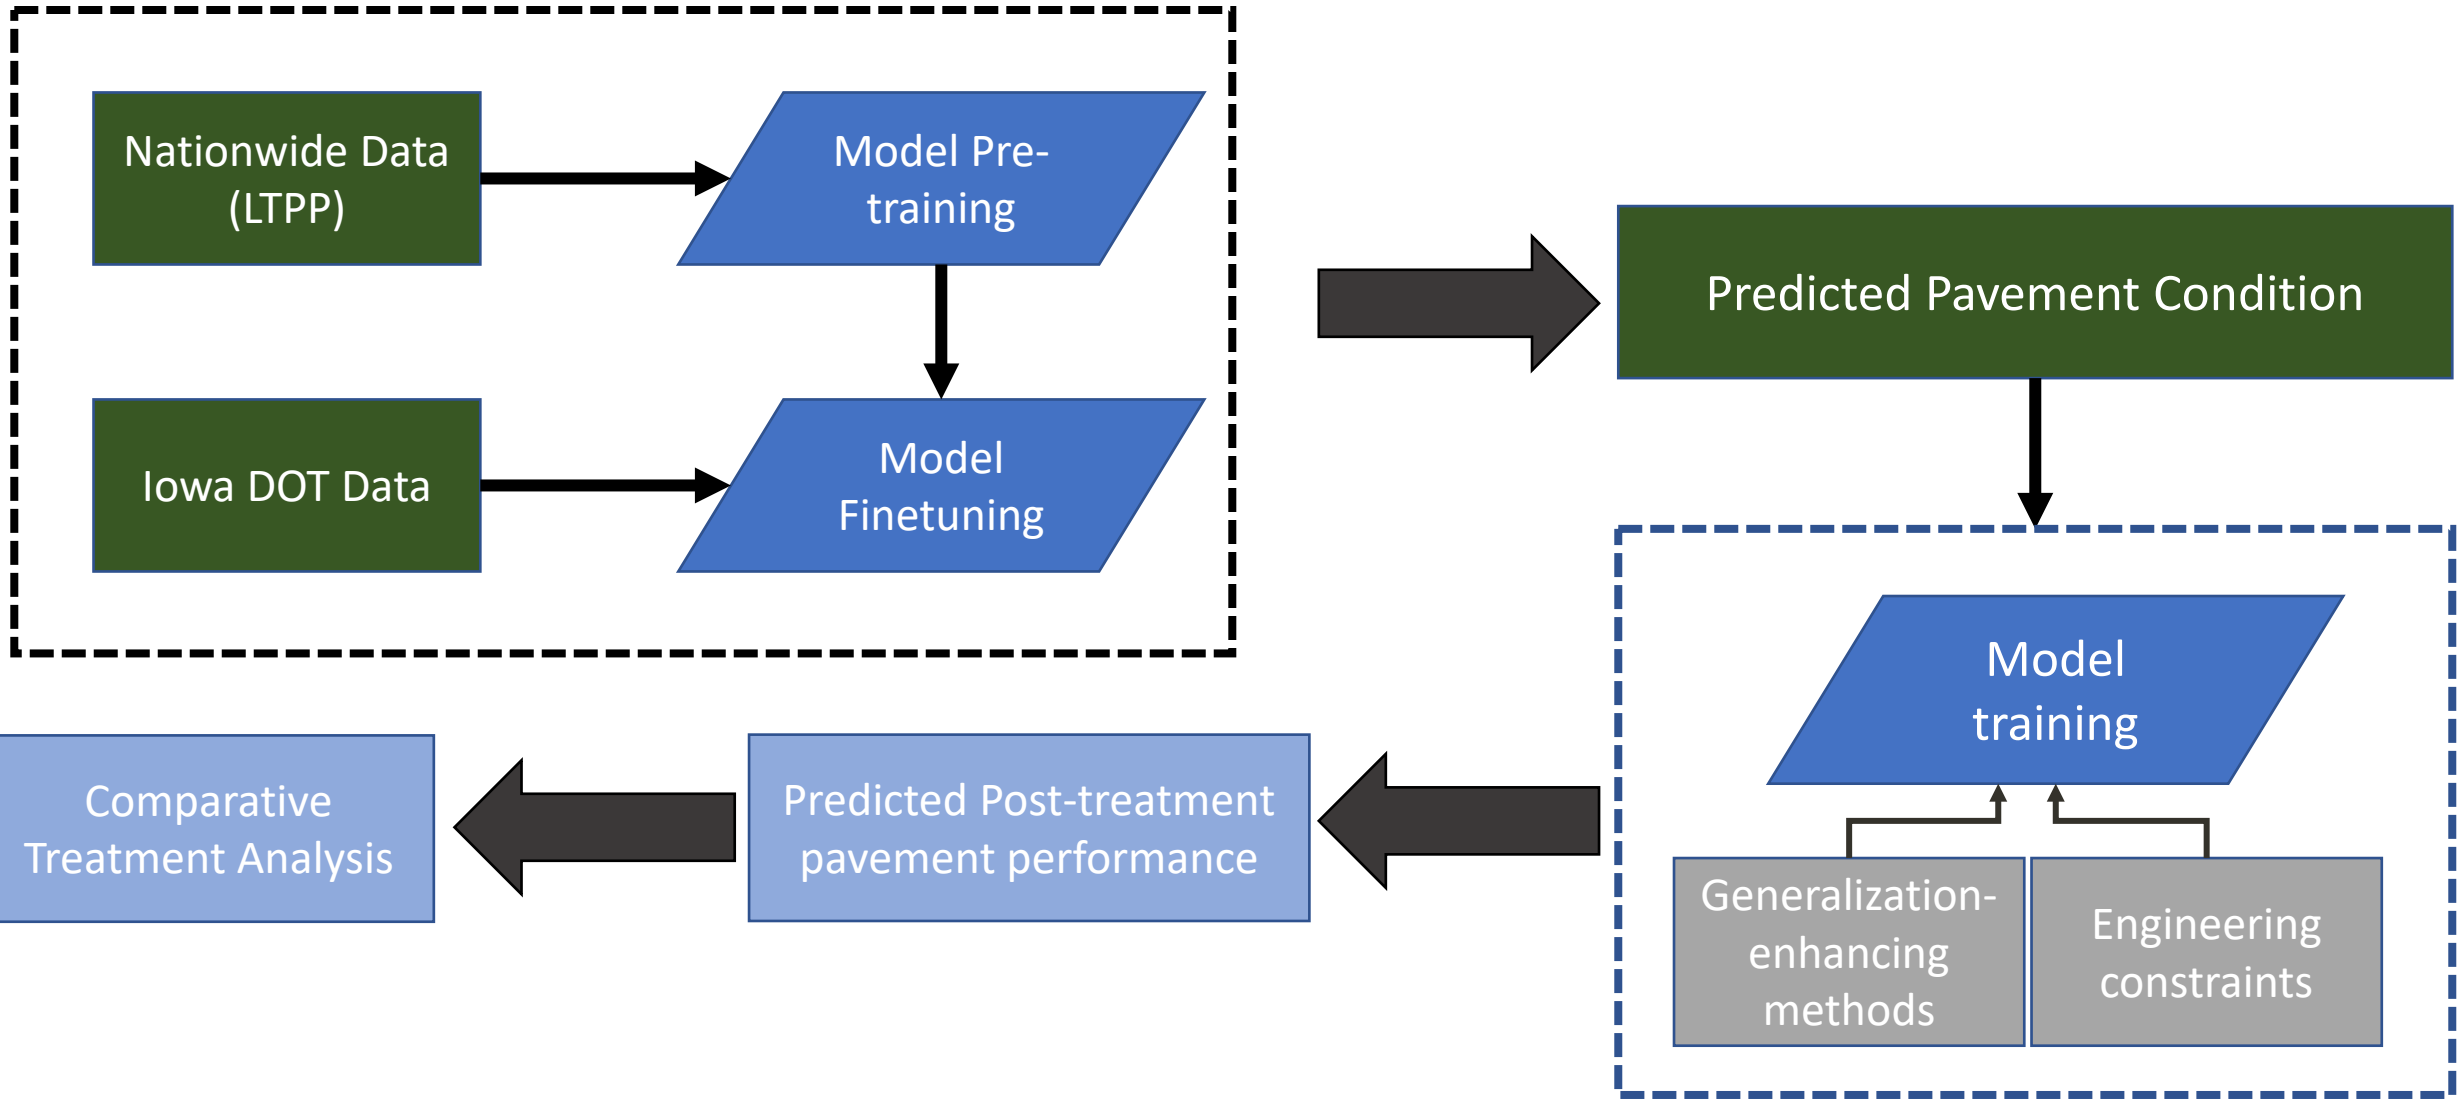 Nationwide Data
(LTPP)
Model Pre-
training
Iowa DOT Data
Model
Finetuning
Predicted Pavement Condition
Model
training
Generalization-
enhancing
methods
Engineering
constraints
Predicted Post-treatment
pavement performance
Comparative
Treatment Analysis